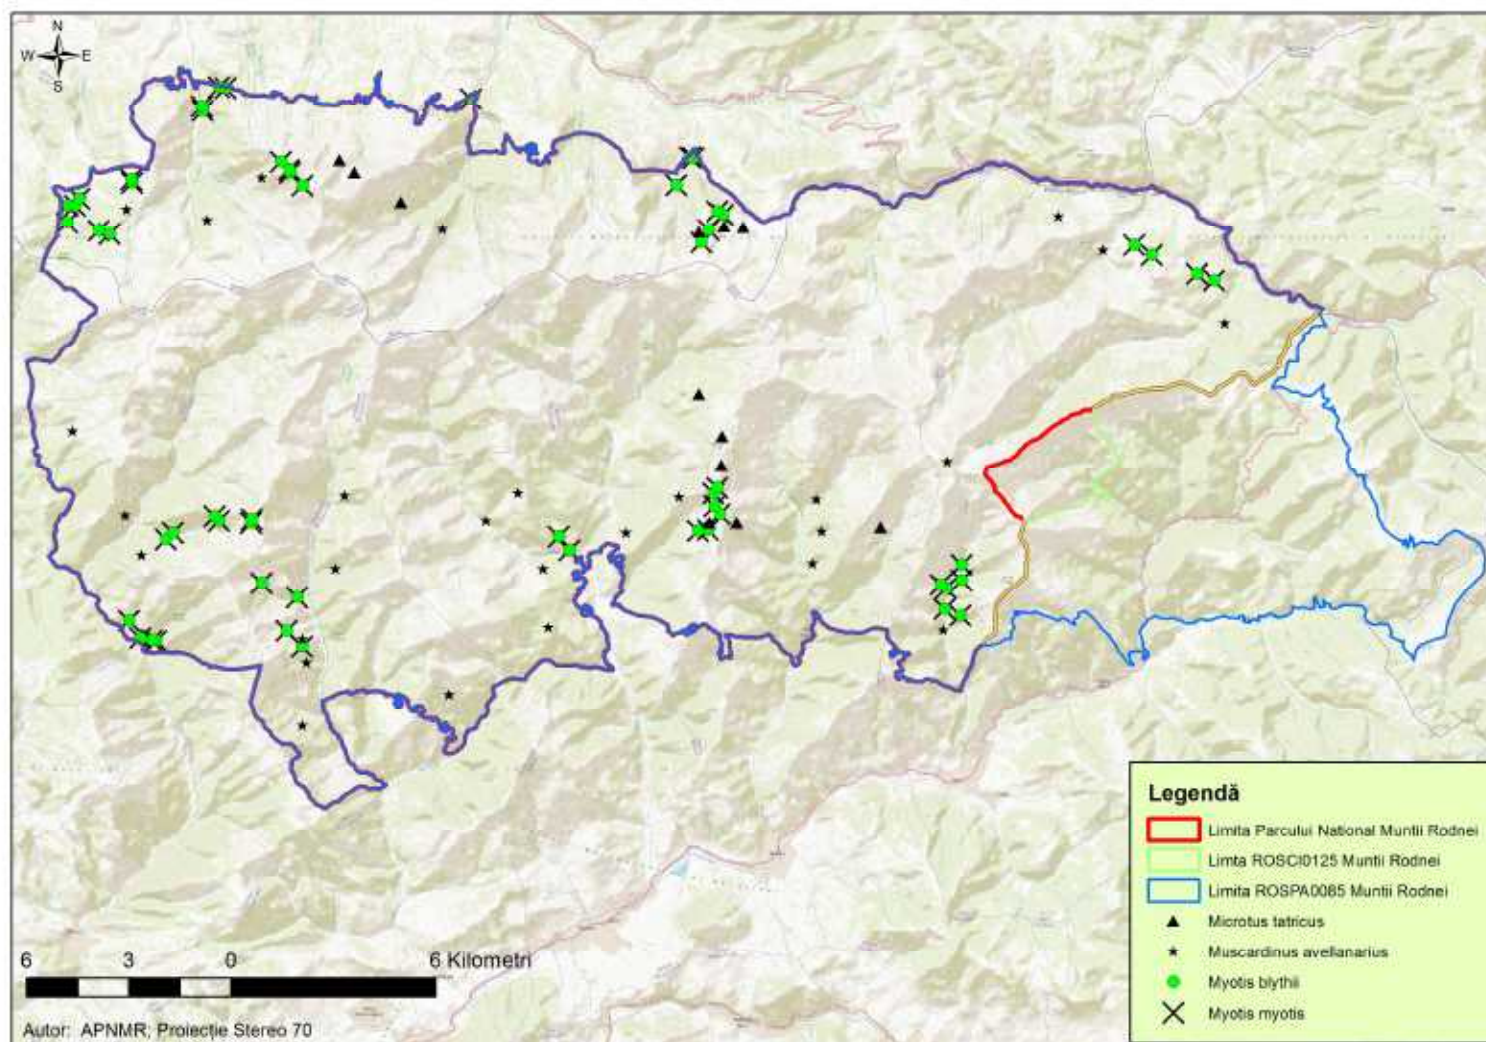 N
W E
S
Legendă
Limita Parcului National Muntii Rodnei
Limta ROSCI0125 Muntii Rodnei
Limita ROSPA0085 Muntii Rodnei
Microtus tatricus
Muscardinus avellanarius
Myotis blythii
Myotis myotis
6 3 0 6 Kilometri
Autor: APNMR; Proiecție Stereo 70